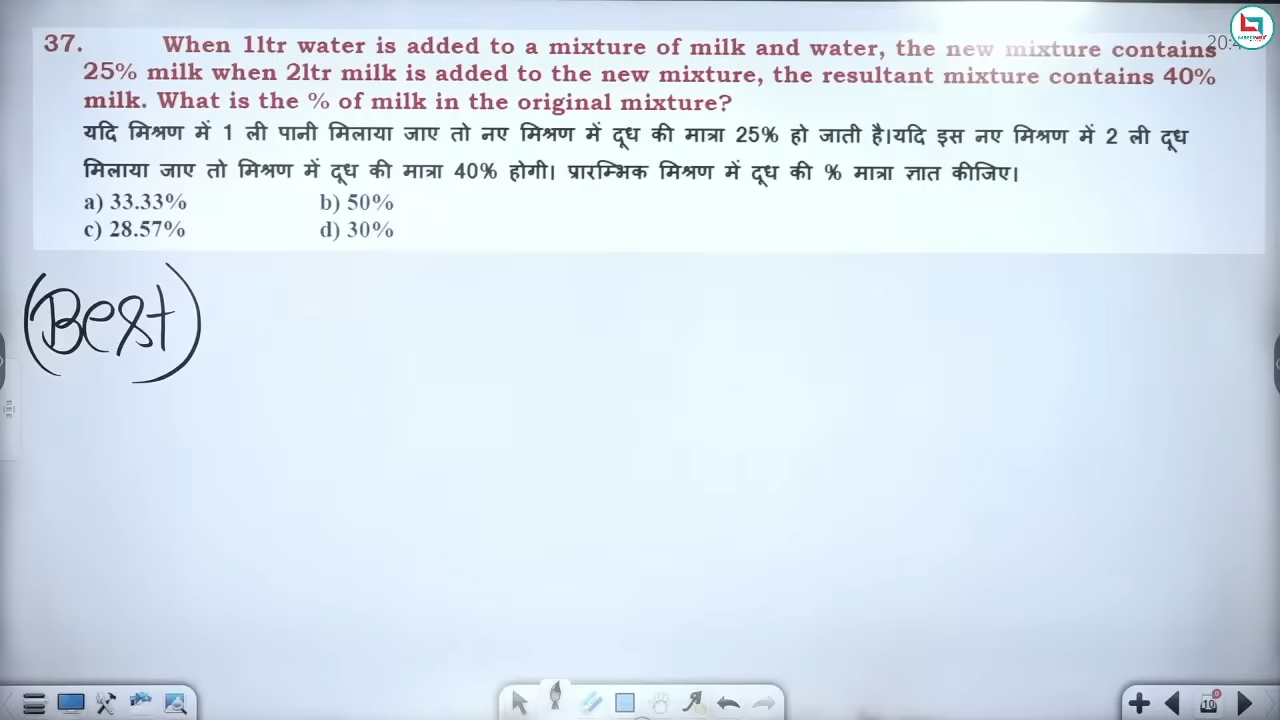 37. When 1ltr water is added to a mixture of milk and water, the new mixture contains
25% milk when 2ltr milk is added to the new mixture, the resultant mixture contains 40%
milk. What is the % of milk in the original mixture?
यदि मिश्रण में 1 ली पानी मिलाया जाए तो नए मिश्रण में दूध की मात्रा 25% हो जाती है।यदि इस नए मिश्रण में 2 ली दूध
मिलाया जाए तो मिश्रण में दूध की मात्रा 40% होगी। प्रारम्भिक मिश्रण में दूध की % मात्रा ज्ञात कीजिए।
a) 33.33% b) 50%
c) 28.57% d) 30%
(Best)
10